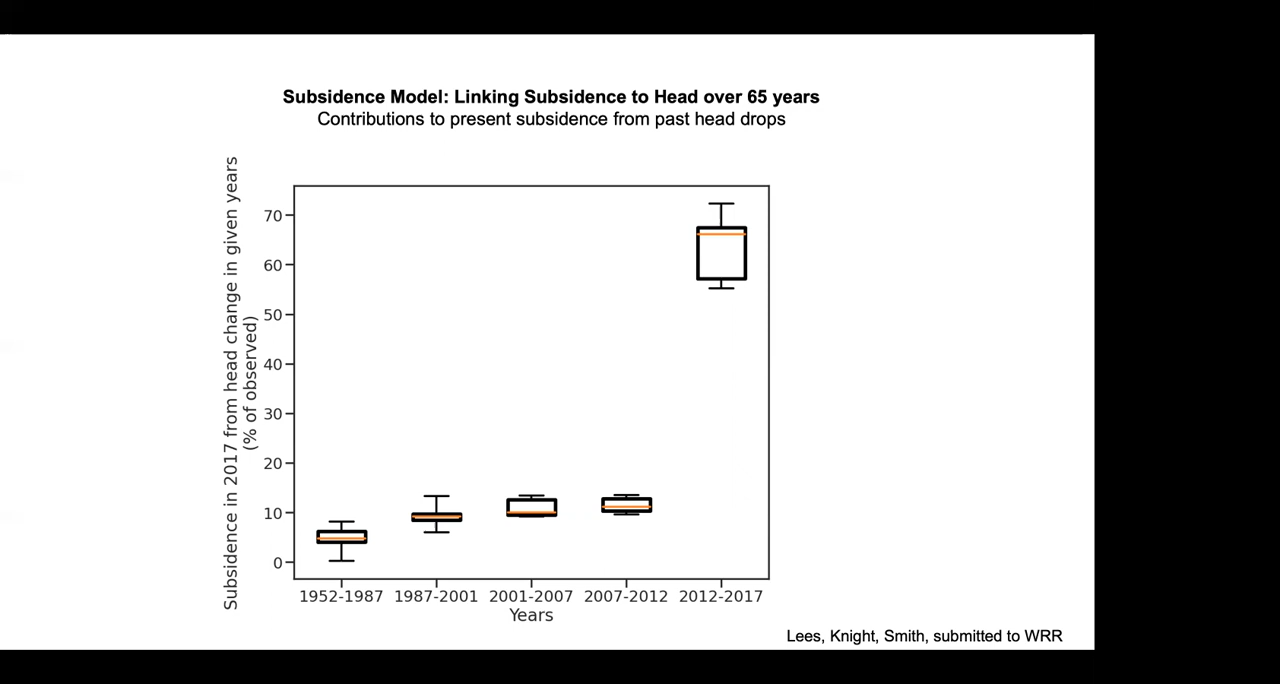 Subsidence Model: Linking Subsidence to Head over 65 years
Contributions to present subsidence from past head drops
Subsidence in 2017 from head change in given years
(% of observed)
70
60
50
40
30
20
10
0
1952-1987 1987-2001 2001-2007 2007-2012 2012-2017
Years
Lees, Knight, Smith, submitted to WRR